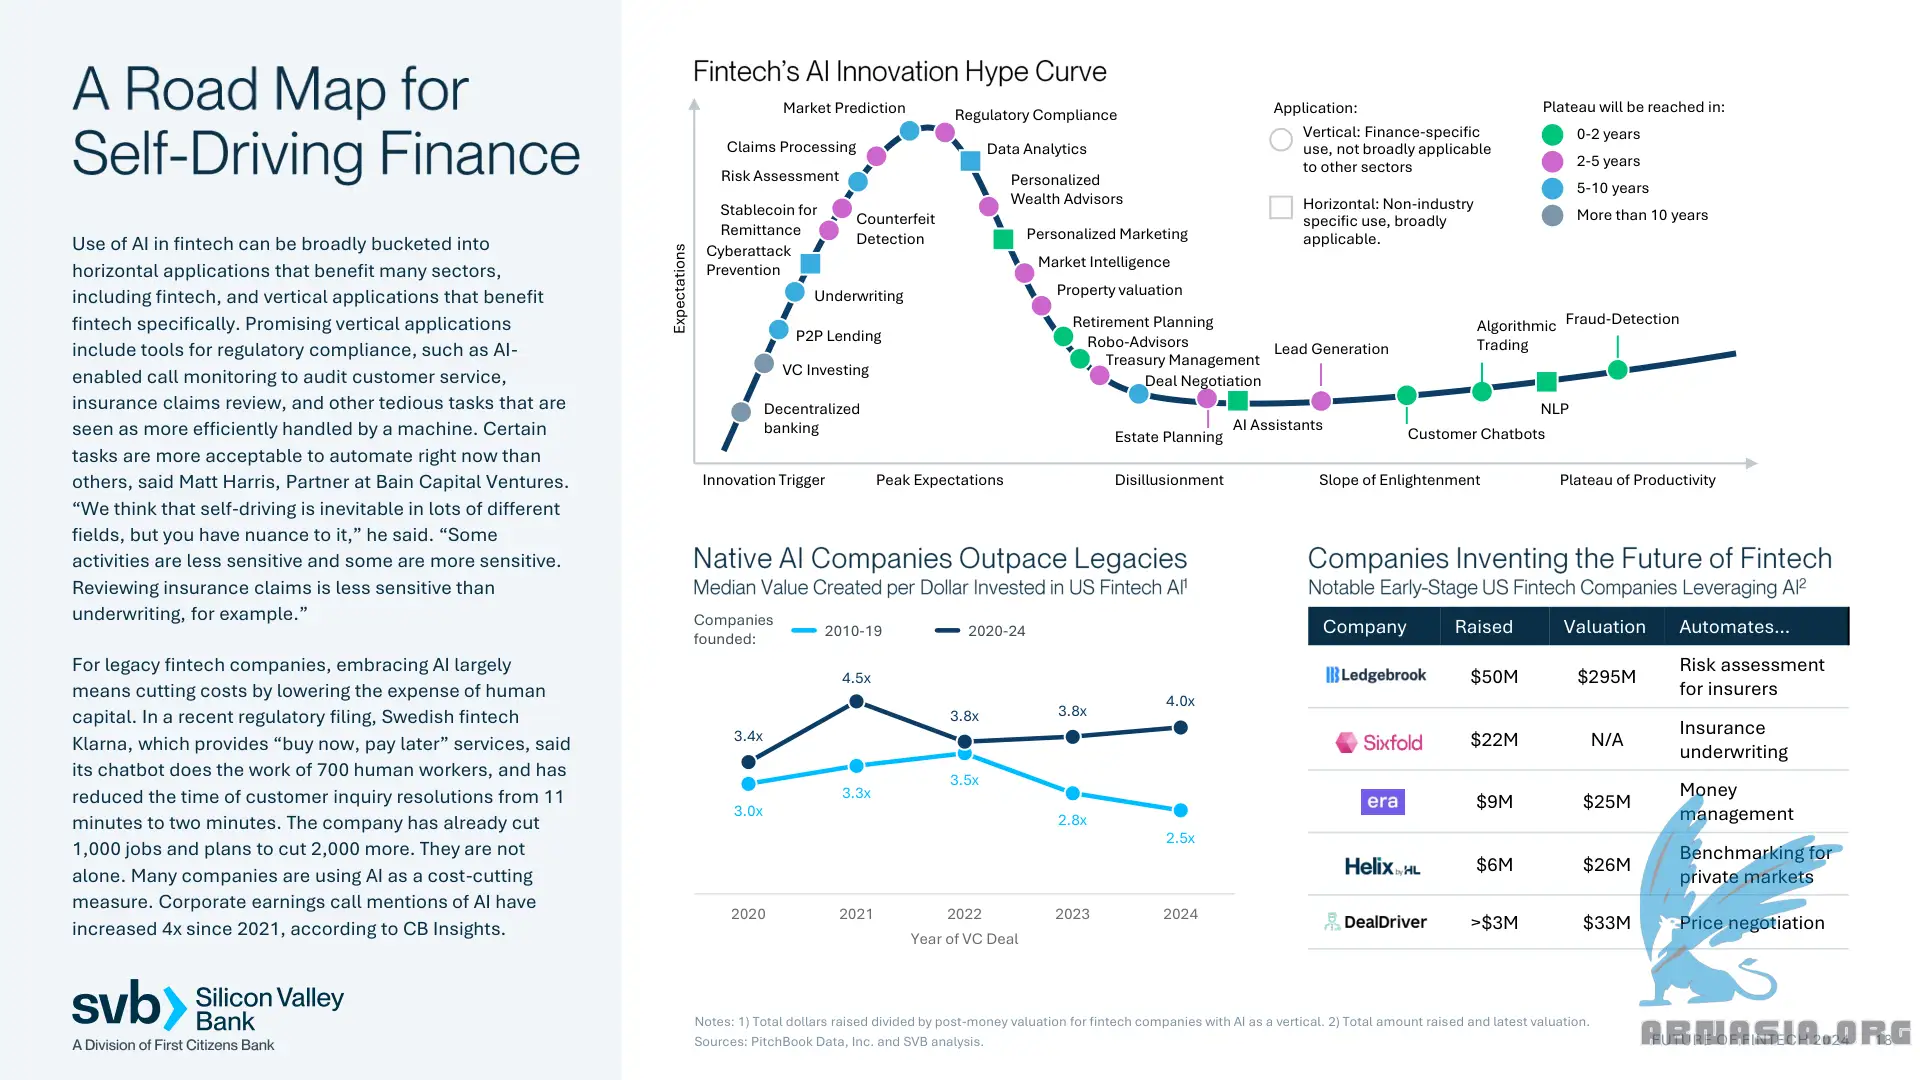 A Road Map for
Self-Driving Finance
Use of AI in fintech can be broadly bucketed into
horizontal applications that benefit many sectors,
including fintech, and vertical applications that benefit
fintech specifically. Promising vertical applications
include tools for regulatory compliance, such as AI-
enabled call monitoring to audit customer service,
insurance claims review, and other tedious tasks that are
seen as more efficiently handled by a machine. Certain
tasks are more acceptable to automate right now than
others, said Matt Harris, Partner at Bain Capital Ventures.
“We think that self-driving is inevitable in lots of different
fields, but you have nuance to it,” he said. “Some
activities are less sensitive and some are more sensitive.
Reviewing insurance claims is less sensitive than
underwriting, for example.”
For legacy fintech companies, embracing AI largely
means cutting costs by lowering the expense of human
capital. In a recent regulatory filing, Swedish fintech
Klarna, which provides “buy now, pay later” services, said
its chatbot does the work of 700 human workers, and has
reduced the time of customer inquiry resolutions from 11
minutes to two minutes. The company has already cut
1,000 jobs and plans to cut 2,000 more. They are not
alone. Many companies are using AI as a cost-cutting
measure. Corporate earnings call mentions of AI have
increased 4x since 2021, according to CB Insights.
svb Silicon Valley
Bank
A Division of First Citizens Bank
Fintech’s AI Innovation Hype Curve
Expectations
Market Prediction
Claims Processing
Risk Assessment
Stablecoin for
Remittance
Cyberattack
Prevention
Counterfeit
Detection
Underwriting
P2P Lending
VC Investing
Decentralized
banking
Regulatory Compliance
Data Analytics
Personalized
Wealth Advisors
Personalized Marketing
Market Intelligence
Property valuation
Retirement Planning
Robo-Advisors
Treasury Management
Deal Negotiation
Estate Planning
AI Assistants
Lead Generation
Customer Chatbots
Algorithmic
Trading
NLP
Fraud-Detection
Application:
Vertical: Finance-specific
use, not broadly applicable
to other sectors
Horizontal: Non-industry
specific use, broadly
applicable.
Plateau will be reached in:
0-2 years
2-5 years
5-10 years
More than 10 years
Innovation Trigger
Peak Expectations
Disillusionment
Slope of Enlightenment
Plateau of Productivity
Native AI Companies Outpace Legacies
Median Value Created per Dollar Invested in US Fintech AI¹
Companies
founded:
2010-19
2020-24
3.4x
4.5x
3.8x
3.8x
4.0x
3.0x
3.3x
3.5x
2.8x
2.5x
2020
2021
2022
2023
2024
Year of VC Deal
Companies Inventing the Future of Fintech
Notable Early-Stage US Fintech Companies Leveraging AI²
Company Raised Valuation Automates...
Ledgebrook $50M $295M Risk assessment
for insurers
Sixfold $22M N/A Insurance
underwriting
era $9M $25M Money
management
Helix by HL $6M $26M Benchmarking for
private markets
DealDriver >$3M $33M Price negotiation
Notes: 1) Total dollars raised divided by post-money valuation for fintech companies with AI as a vertical. 2) Total amount raised and latest valuation.
Sources: PitchBook Data, Inc. and SVB analysis.
FUTURE OF FINTECH 2024 18
ARMASIA.ORG